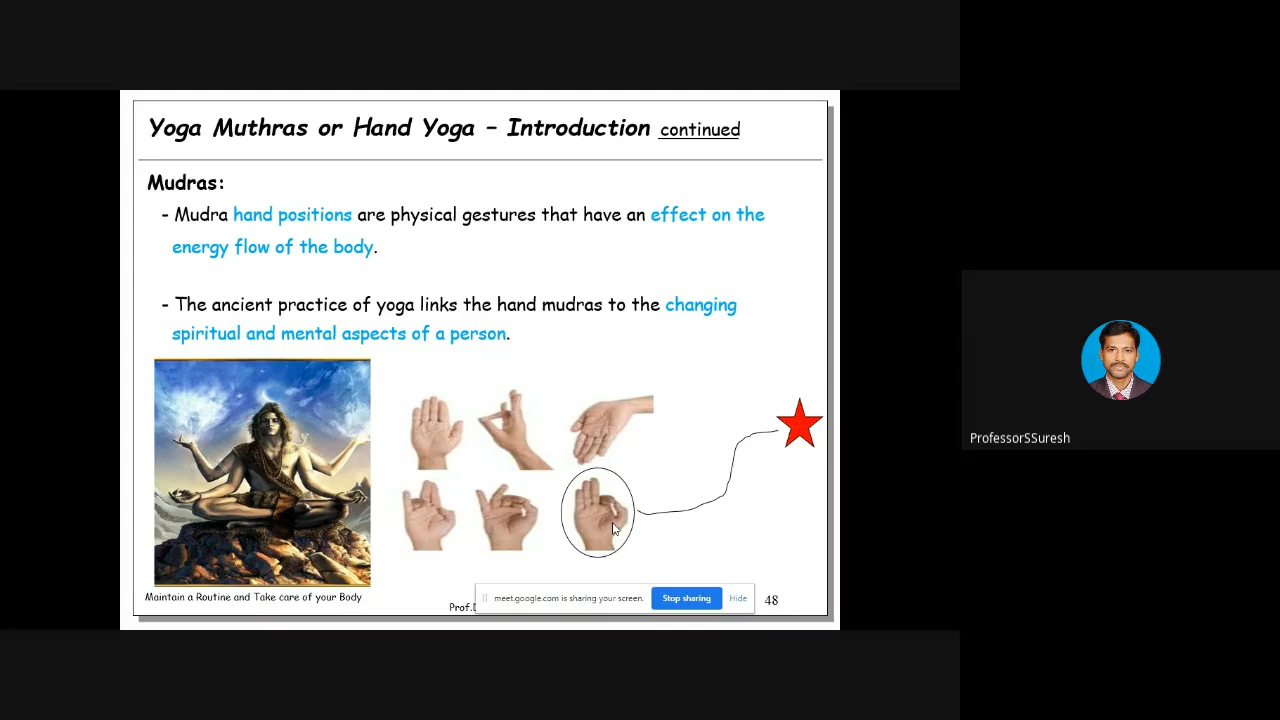 Yoga Muthras or Hand Yoga – Introduction continued
Mudras:
- Mudra hand positions are physical gestures that have an effect on the
energy flow of the body.
- The ancient practice of yoga links the hand mudras to the changing
spiritual and mental aspects of a person.
ProfessorSSuresh
Maintain a Routine and Take care of your Body
Prof.
meet.google.com is sharing your screen.
Stop sharing
Hide
48